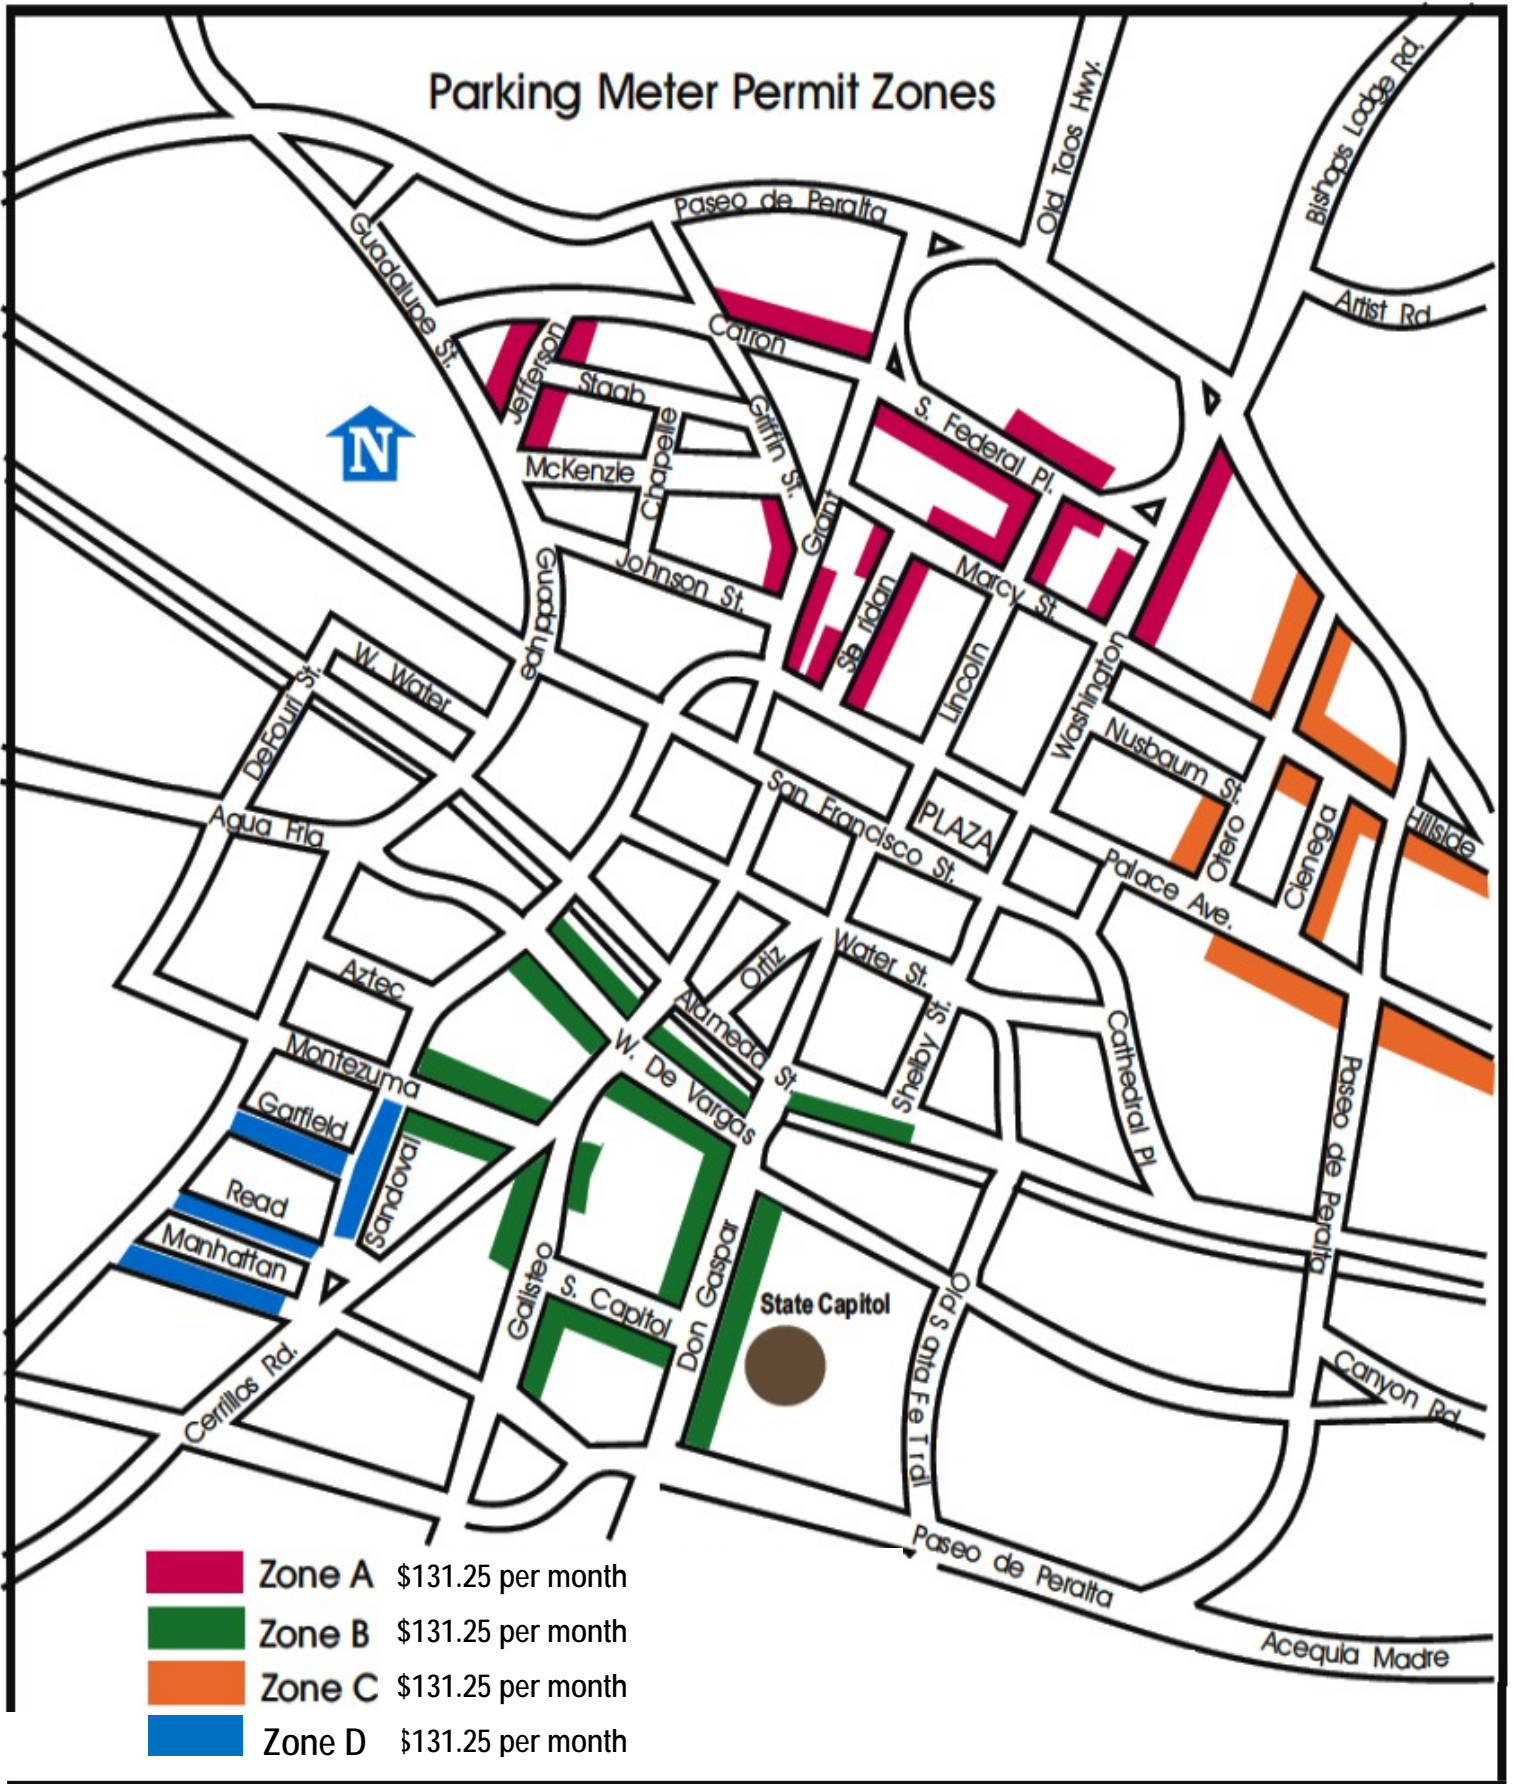 Parking Meter Permit Zones
Old Taos Hwy.
Bishops Lodge Rd.
Paseo de Peralta
Artist Rd
Guadalupe St.
Catron
Jefferson
Staab
Griffin St.
S. Federal Pl.
N
McKenzie
Chapelle
Grant
Johnson St.
Marcy St.
Guadalupe
Sheridan
Lincoln
Washington
W. Water
DeFouri St.
Nusbaum St.
San Francisco St.
PLAZA
Agua Fria
Otero
Cienega
Hillside
Palace Ave.
Aztec
Ortiz
Water St.
Alameda St.
Shelby St.
Cathedral Pl
Montezuma
W. De Vargas
Garfield
Sandoval
Read
Manhattan
Paseo de Peralta
Galisteo
S. Capitol
Don Gaspar
State Capitol
Old Santa Fe Trail
Canyon Rd.
Cerrillos Rd.
Paseo de Peralta
Acequia Madre
Zone A $131.25 per month
Zone B $131.25 per month
Zone C $131.25 per month
Zone D $131.25 per month